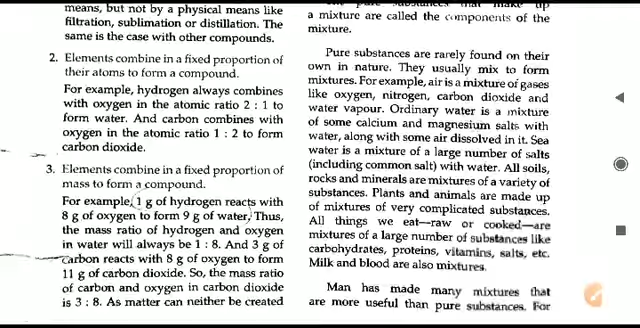 means, but not by a physical means like
filtration, sublimation or distillation. The
same is the case with other compounds.
2. Elements combine in a fixed proportion of
their atoms to form a compound.
For example, hydrogen always combines
with oxygen in the atomic ratio 2 : 1 to
form water. And carbon combines with
oxygen in the atomic ratio 1 : 2 to form
carbon dioxide.
3. Elements combine in a fixed proportion of
mass to form a compound.
For example, 1 g of hydrogen reacts with
8 g of oxygen to form 9 g of water. Thus,
the mass ratio of hydrogen and oxygen
in water will always be 1 : 8. And 3 g of
carbon reacts with 8 g of oxygen to form
11 g of carbon dioxide. So, the mass ratio
of carbon and oxygen in carbon dioxide
is 3 : 8. As matter can neither be created
pure substances that make up
a mixture are called the components of the
mixture.
Pure substances are rarely found on their
own in nature. They usually mix to form
mixtures. For example, air is a mixture of gases
like oxygen, nitrogen, carbon dioxide and
water vapour. Ordinary water is a mixture
of some calcium and magnesium salts with
water, along with some air dissolved in it. Sea
water is a mixture of a large number of salts
(including common salt) with water. All soils,
rocks and minerals are mixtures of a variety of
substances. Plants and animals are made up
of mixtures of very complicated substances.
All things we eat—raw or cooked—are
mixtures of a large number of substances like
carbohydrates, proteins, vitamins, salts, etc.
Milk and blood are also mixtures.
Man has made many mixtures that
are more useful than pure substances. For